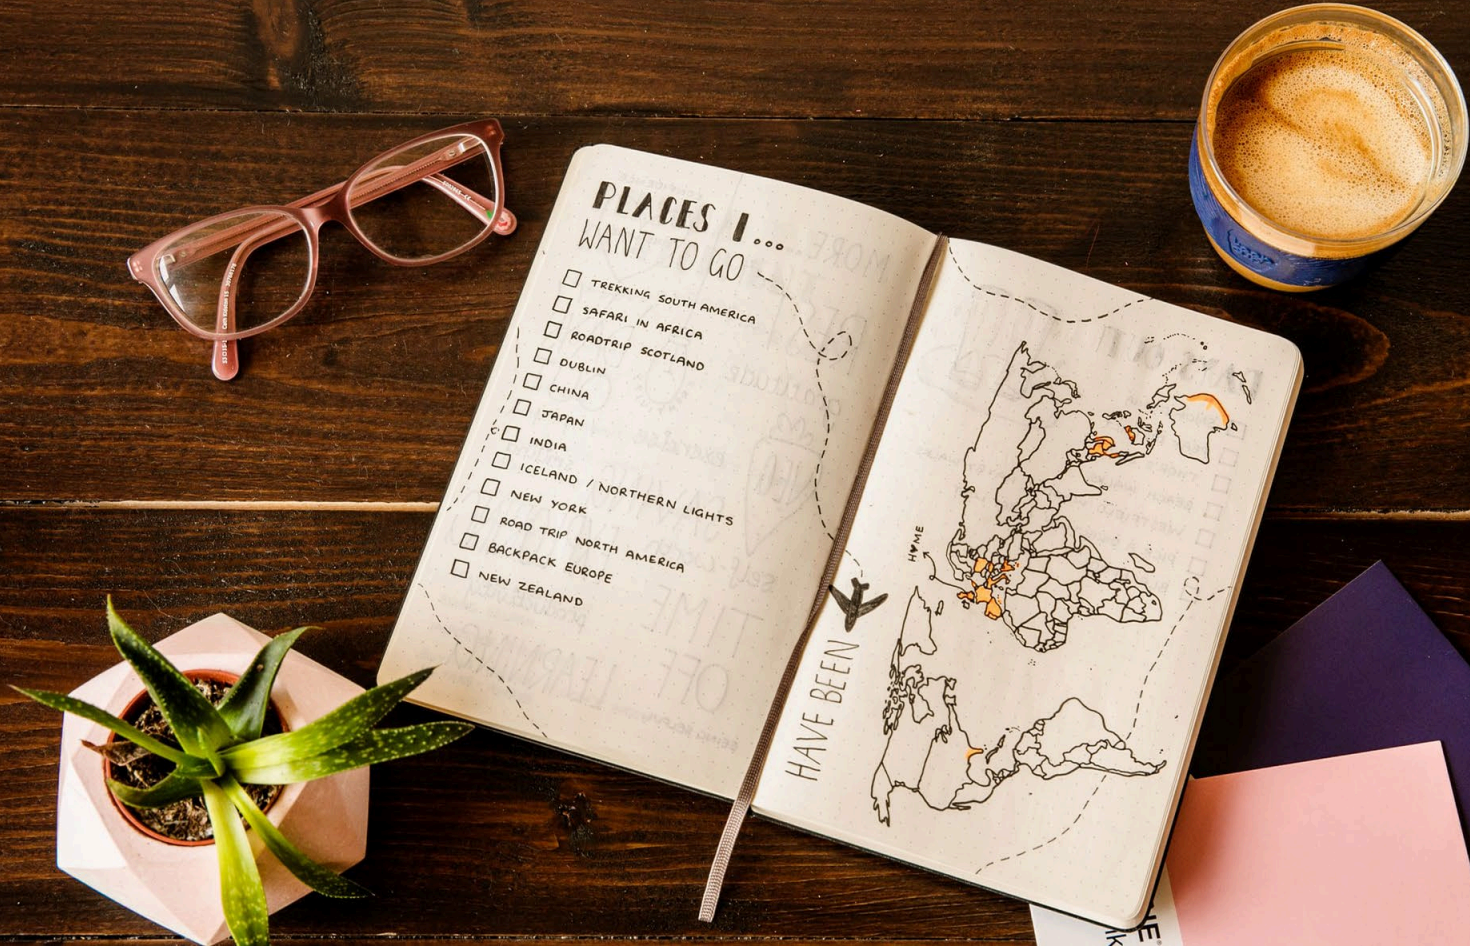 PLACES I...
WANT TO GO
TREKKING SOUTH AMERICA
SAFARI IN AFRICA
ROADTRIP SCOTLAND
DUBLIN
CHINA
JAPAN
INDIA
ICELAND / NORTHERN LIGHTS
NEW YORK
ROAD TRIP NORTH AMERICA
BACKPACK EUROPE
NEW ZEALAND
HAVE BEEN
H♥ME